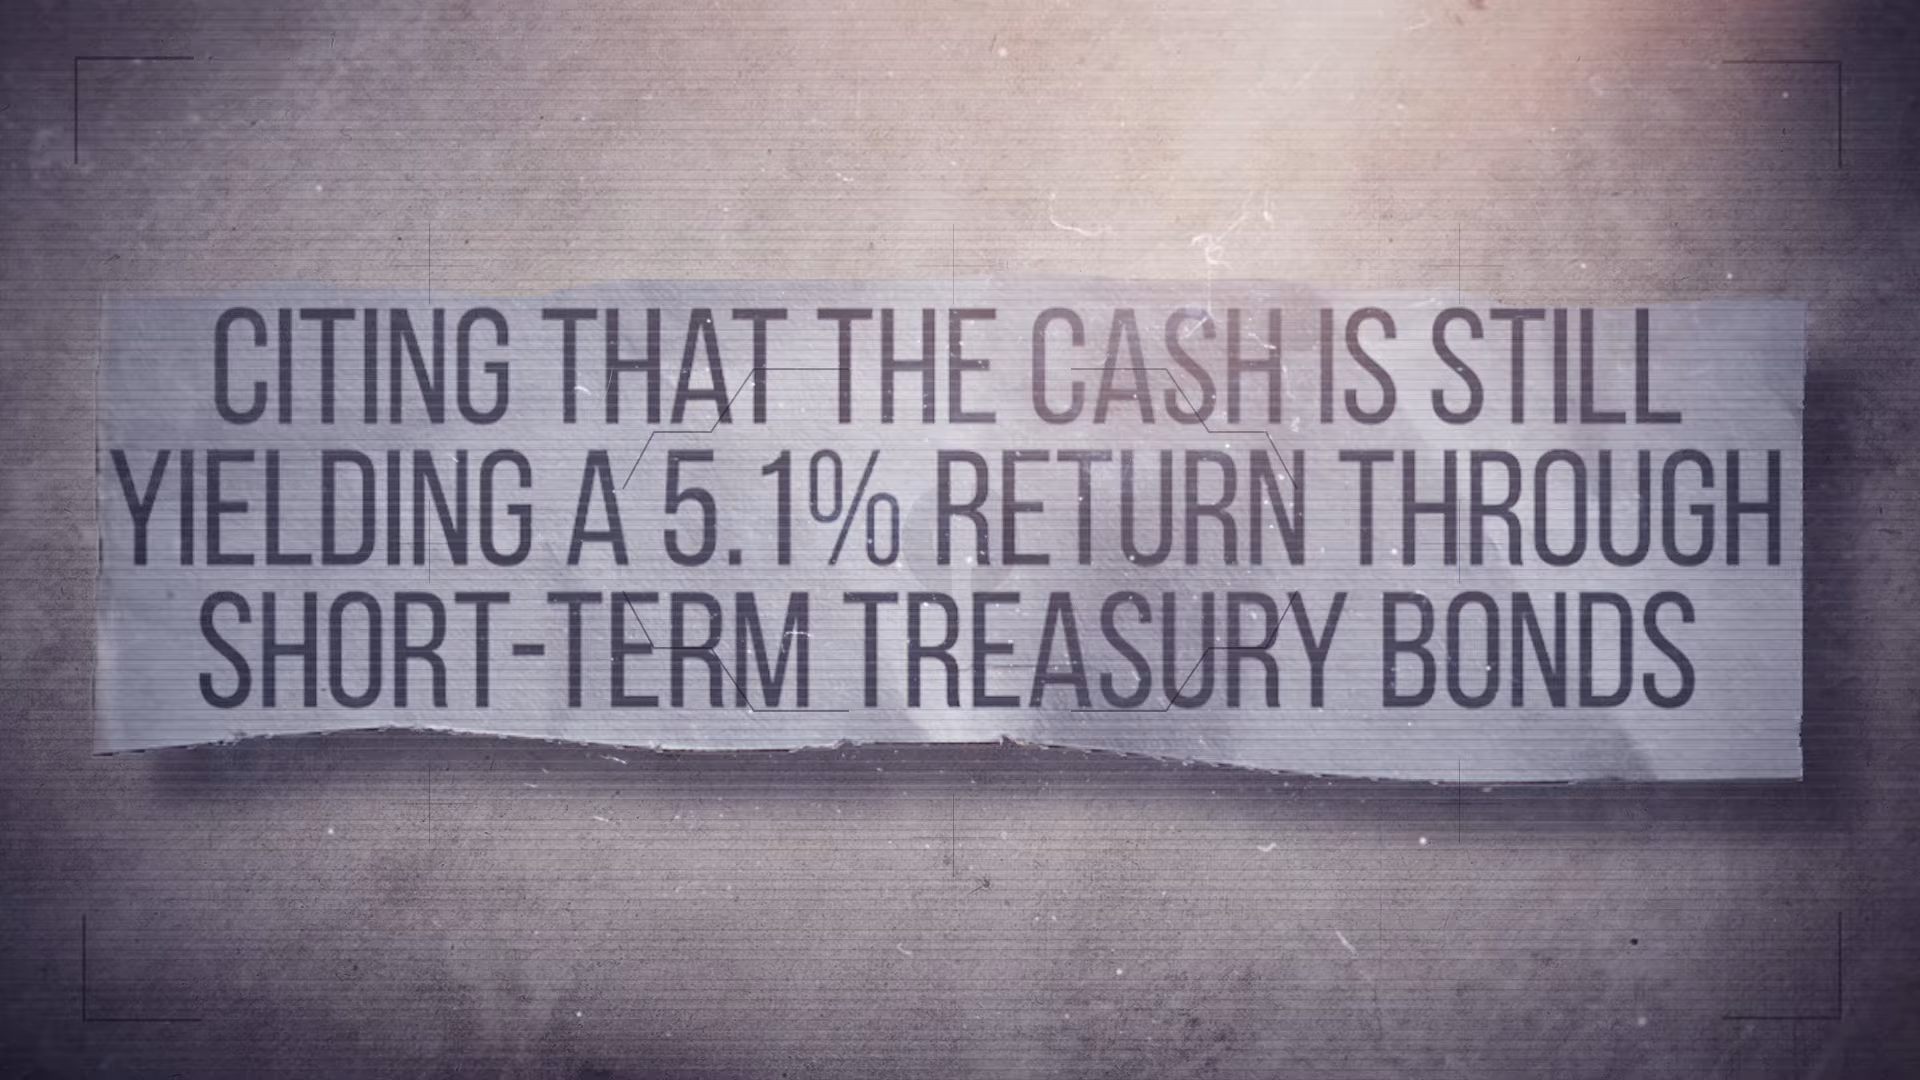 CITING THAT THE CASH IS STILL
YIELDING A 5.1% RETURN THROUGH
SHORT-TERM TREASURY BONDS